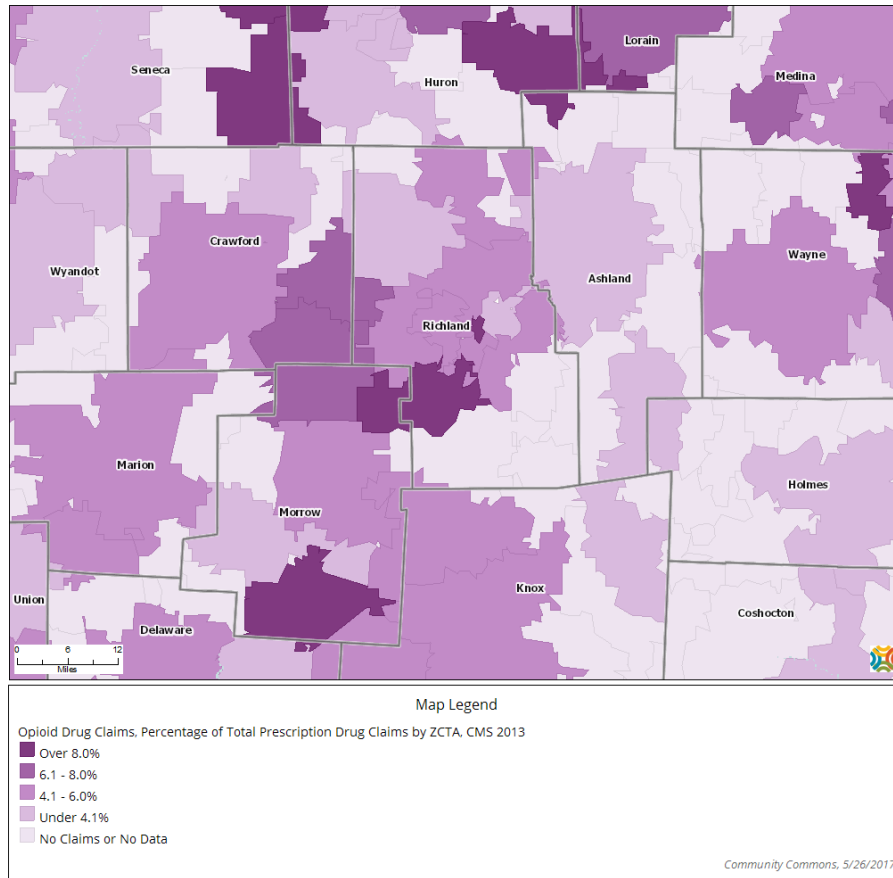 Lorain
Seneca
Huron
Medina
Crawford
Wayne
Wyandot
Ashland
Richland
Marion
Holmes
Morrow
Knox
Union
Coshocton
Delaware
0 6 12
Miles
Map Legend
Opioid Drug Claims, Percentage of Total Prescription Drug Claims by ZCTA, CMS 2013
Over 8.0%
6.1 - 8.0%
4.1 - 6.0%
Under 4.1%
No Claims or No Data
Community Commons, 5/26/2017